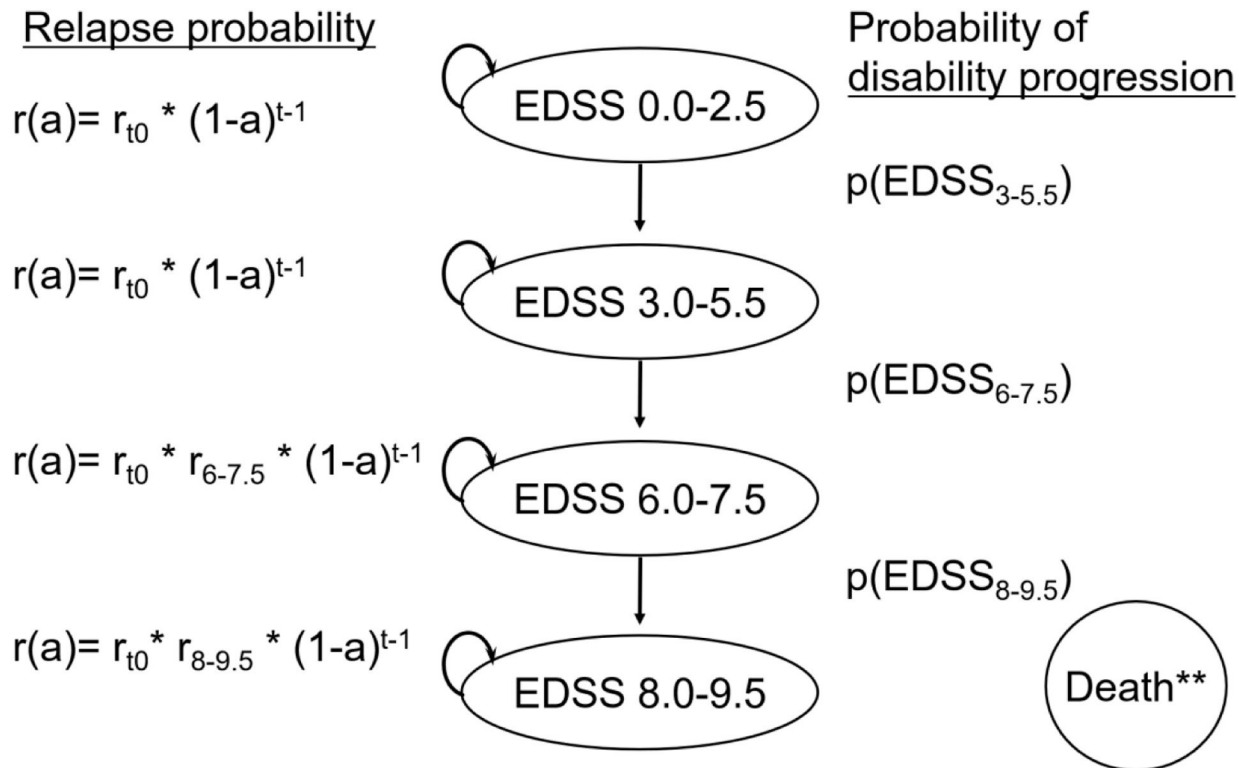 Relapse probability
Probability of
disability progression
r(a)= r_t0 * (1-a)^t-1
EDSS 0.0-2.5
p(EDSS_3-5.5)
r(a)= r_t0 * (1-a)^t-1
EDSS 3.0-5.5
p(EDSS_6-7.5)
r(a)= r_t0 * r_6-7.5 * (1-a)^t-1
EDSS 6.0-7.5
p(EDSS_8-9.5)
r(a)= r_t0* r_8-9.5 * (1-a)^t-1
EDSS 8.0-9.5
Death**